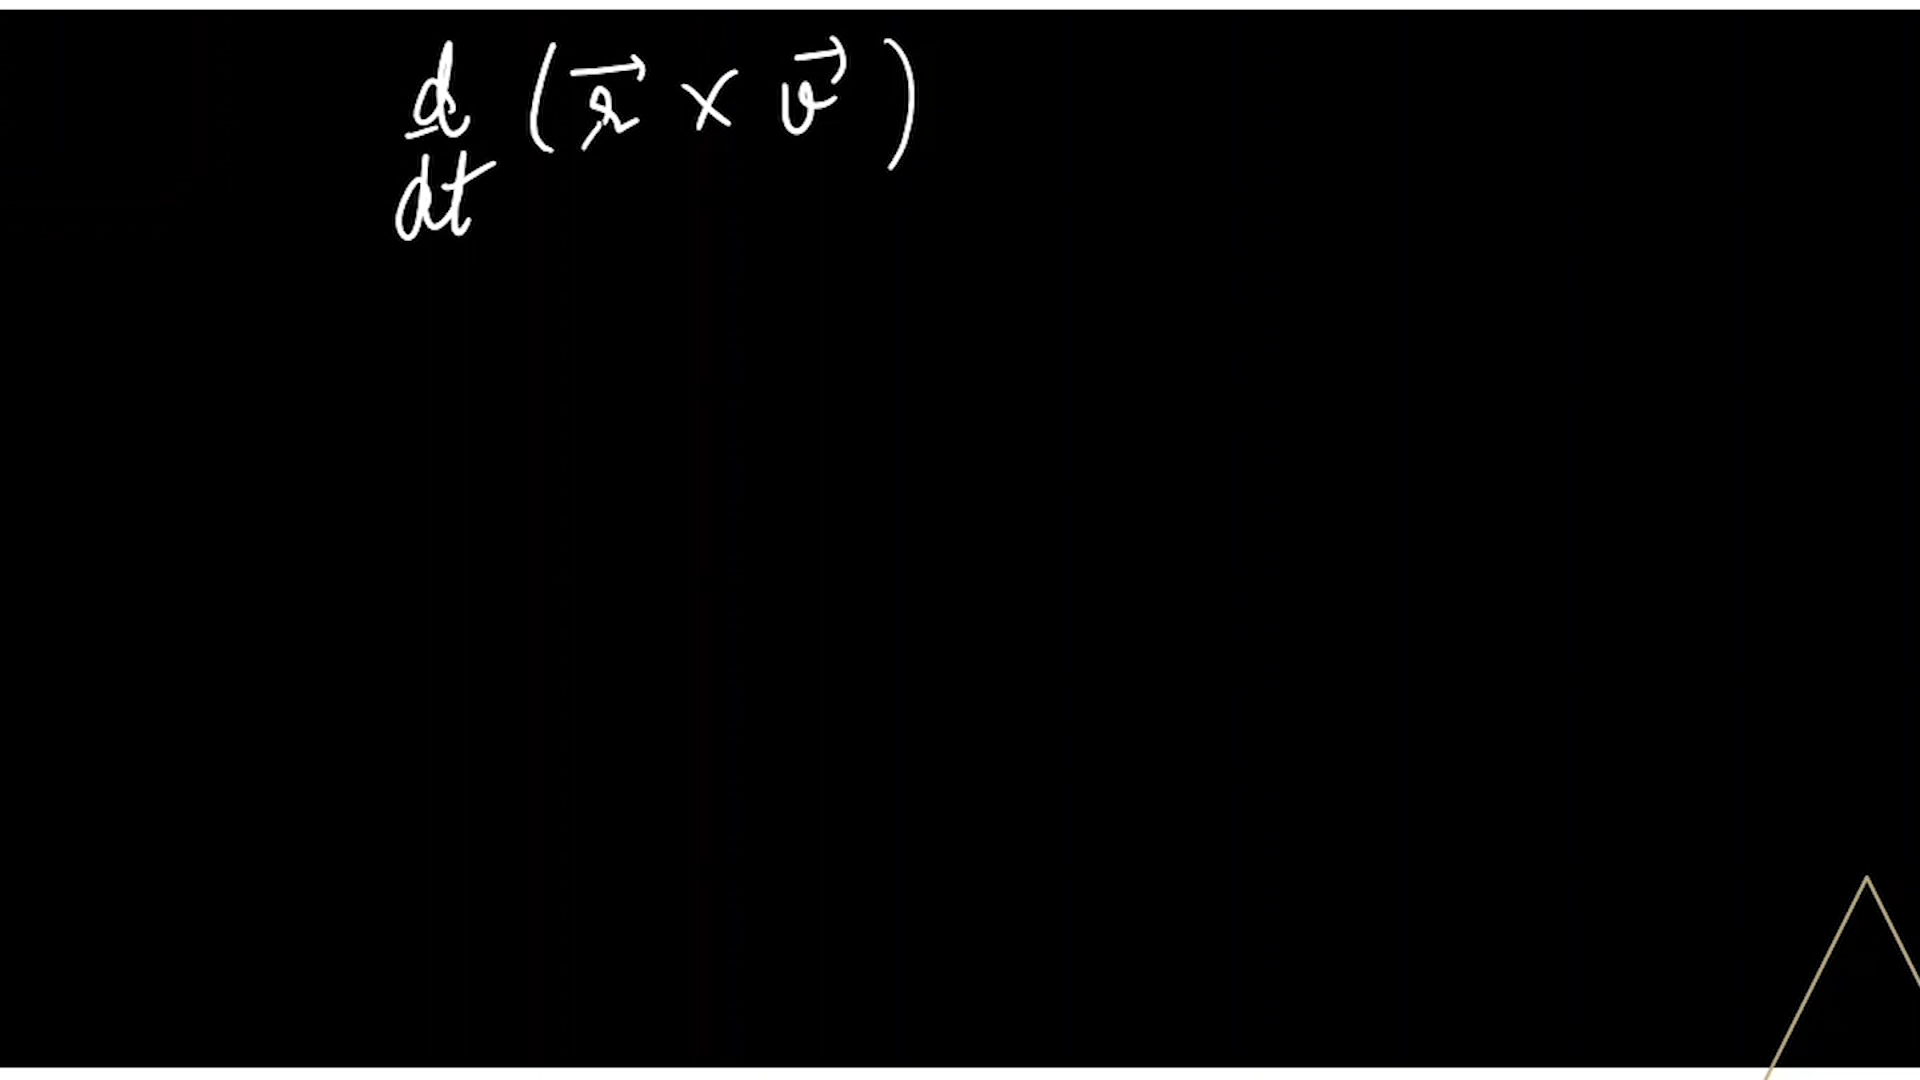 d/dt (r⃗ × v⃗)